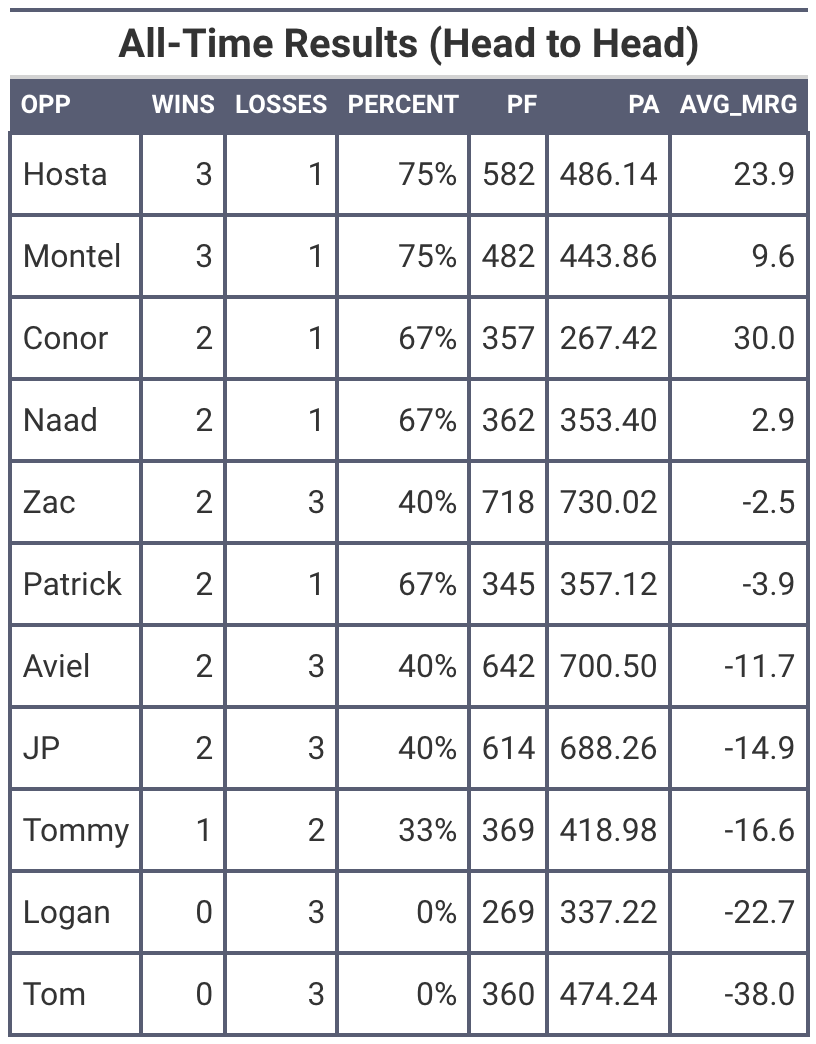 All-Time Results (Head to Head)
OPP WINS LOSSES PERCENT PF PA AVG_MRG
Hosta 3 1 75% 582 486.14 23.9
Montel 3 1 75% 482 443.86 9.6
Conor 2 1 67% 357 267.42 30.0
Naad 2 1 67% 362 353.40 2.9
Zac 2 3 40% 718 730.02 -2.5
Patrick 2 1 67% 345 357.12 -3.9
Aviel 2 3 40% 642 700.50 -11.7
JP 2 3 40% 614 688.26 -14.9
Tommy 1 2 33% 369 418.98 -16.6
Logan 0 3 0% 269 337.22 -22.7
Tom 0 3 0% 360 474.24 -38.0